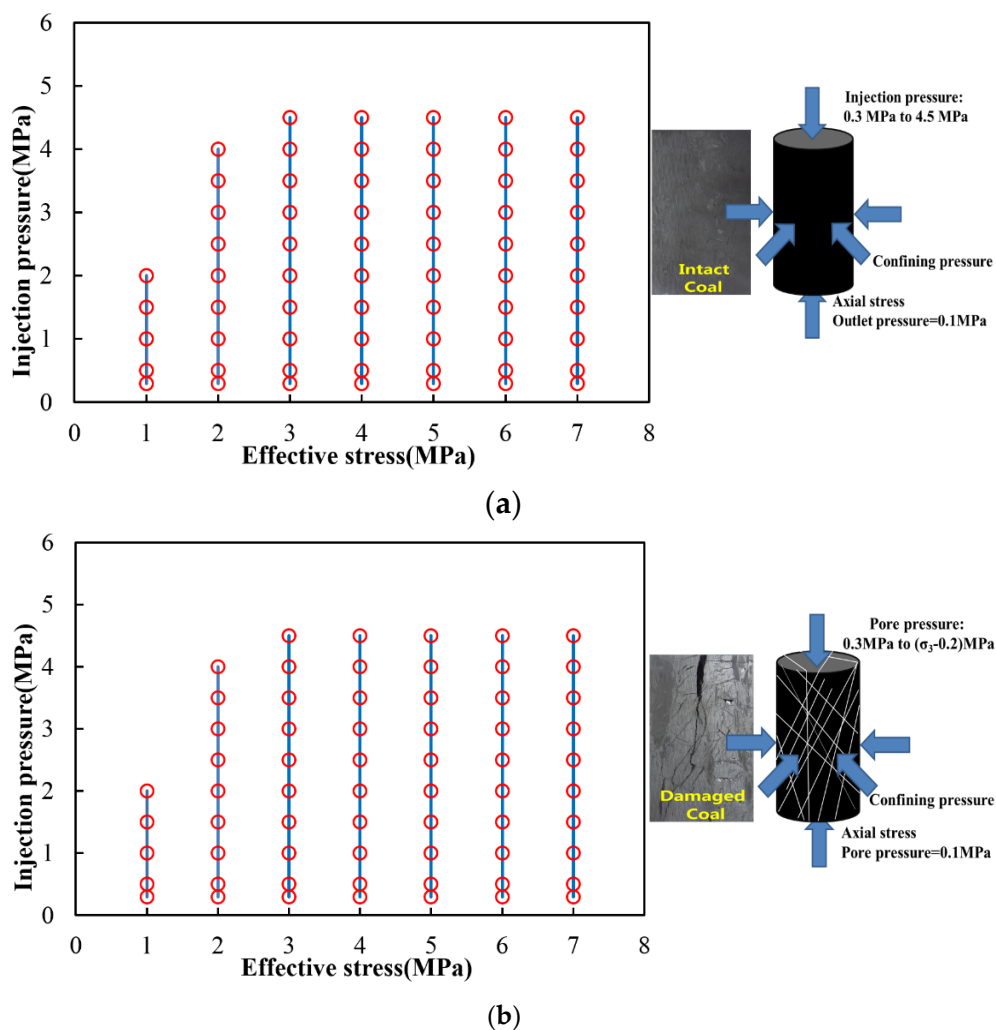 6
5
4
3
2
1
0
Injection pressure(MPa)
0 1 2 3 4 5 6 7 8
Effective stress(MPa)
Intact
Coal
Injection pressure:
0.3 MPa to 4.5 MPa
Confining pressure
Axial stress
Outlet pressure=0.1MPa
(a)
6
5
4
3
2
1
0
Injection pressure(MPa)
0 1 2 3 4 5 6 7 8
Effective stress(MPa)
Damaged
Coal
Pore pressure:
0.3MPa to (σ₃-0.2)MPa
Confining pressure
Axial stress
Pore pressure=0.1MPa
(b)